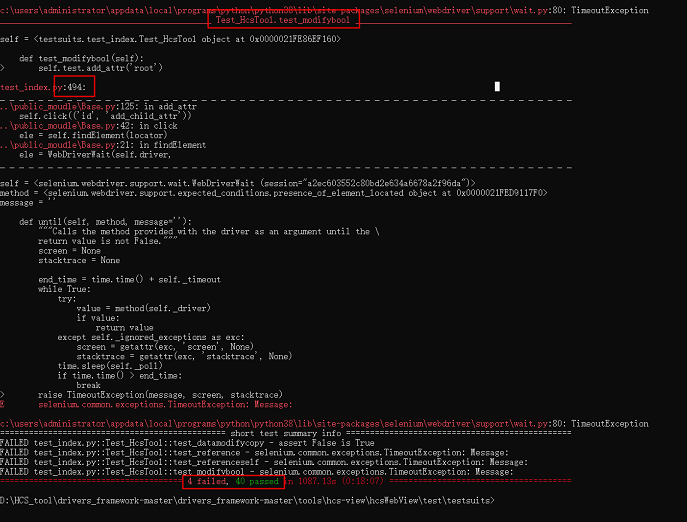 c:\users\administrator\appdata\local\programs\python\python38\lib\site-packages\selenium\webdriver\support\wait.py:80: TimeoutException
Test_HcsTool.test_modifybool
self = <testsuits.test_index.Test_HcsTool object at 0x0000021FE86EF160>
def test_modifybool(self):
> self.test.add_attr('root')
test_index.py:494:
..\public_moudle\Base.py:125: in add_attr
self.click(('id', 'add_child_attr'))
..\public_moudle\Base.py:42: in click
ele = self.findElement(locator)
..\public_moudle\Base.py:21: in findElement
ele = WebDriverWait(self.driver,
self = <selenium.webdriver.support.wait.WebDriverWait (session="a2ec603552c80bd2e634a6678a2f96da")>
method = <selenium.webdriver.support.expected_conditions.presence_of_element_located object at 0x0000021FED9117F0>
message = ''
def until(self, method, message=''):
"""Calls the method provided with the driver as an argument until the \
return value is not False."""
screen = None
stacktrace = None
end_time = time.time() + self._timeout
while True:
try:
value = method(self._driver)
if value:
return value
except self._ignored_exceptions as exc:
screen = getattr(exc, 'screen', None)
stacktrace = getattr(exc, 'stacktrace', None)
time.sleep(self._poll)
if time.time() > end_time:
break
> raise TimeoutException(message, screen, stacktrace)
E selenium.common.exceptions.TimeoutException: Message:
c:\users\administrator\appdata\local\programs\python\python38\lib\site-packages\selenium\webdriver\support\wait.py:80: TimeoutException
short test summary info
FAILED test_index.py::Test_HcsTool::test_datamodifycopy - assert False is True
FAILED test_index.py::Test_HcsTool::test_reference - selenium.common.exceptions.TimeoutException: Message:
FAILED test_index.py::Test_HcsTool::test_referenceself - selenium.common.exceptions.TimeoutException: Message:
FAILED test_index.py::Test_HcsTool::test_modifybool - selenium.common.exceptions.TimeoutException: Message:
4 failed, 40 passed in 1087.13s (0:18:07)
D:\HCS_tool\drivers_framework-master\drivers_framework-master\tools\hcs-view\hcsWebView\test\testsuits>